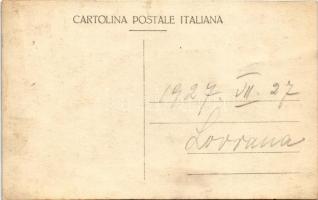 CARTOLINA POSTALE ITALIANA
1927. VII. 27
Lovrana